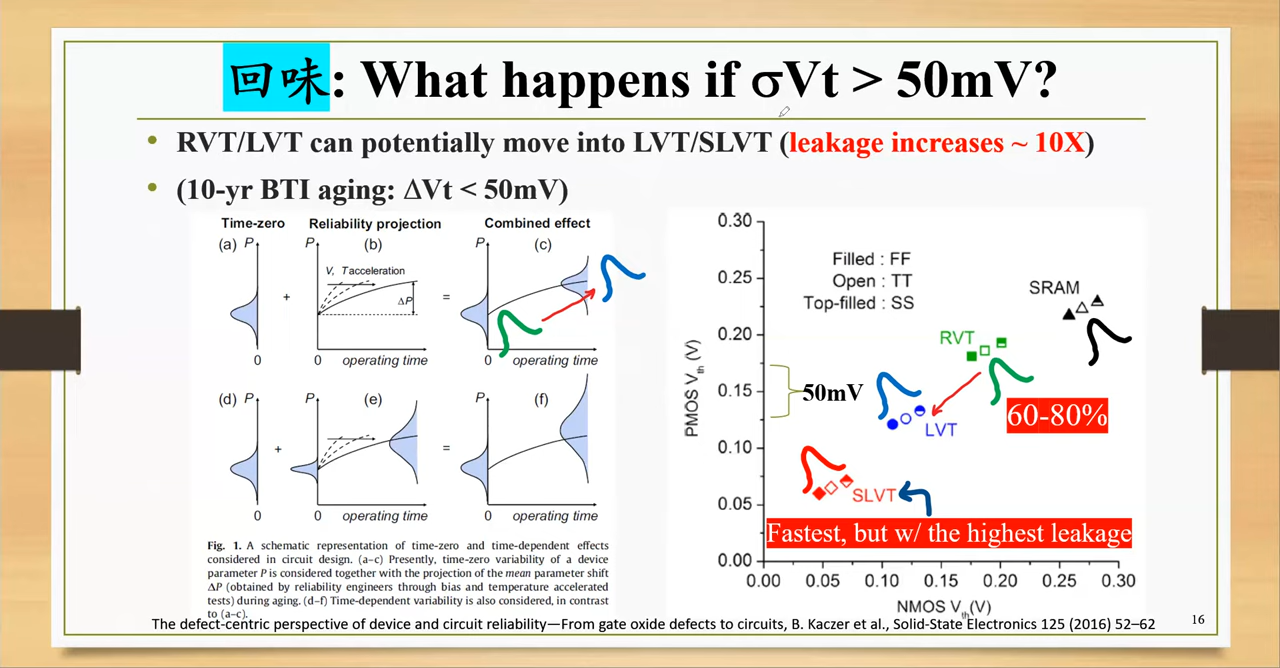 回味: What happens if σVt > 50mV?
• RVT/LVT can potentially move into LVT/SLVT (leakage increases ~ 10X)
• (10-yr BTI aging: ΔVt < 50mV)
Time-zero Reliability projection Combined effect
(a) P (b) P (c) P
V, T acceleration
ΔP
+ =
0 0 operating time 0 operating time
(d) P (e) P (f) P
+ =
0 0 operating time 0 operating time
Fig. 1. A schematic representation of time-zero and time-dependent effects
considered in circuit design. (a–c) Presently, time-zero variability of a device
parameter P is considered together with the projection of the mean parameter shift
ΔP (obtained by reliability engineers through bias and temperature accelerated
tests) during aging. (d–f) Time-dependent variability is also considered, in contrast
to (a–c).
PMOS Vth (V)
0.30
0.25
0.20
0.15
0.10
0.05
0.00
Filled : FF
Open : TT
Top-filled : SS
SRAM
RVT
50mV
60-80%
LVT
SLVT
Fastest, but w/ the highest leakage
0.00 0.05 0.10 0.15 0.20 0.25 0.30
NMOS Vth(V)
The defect-centric perspective of device and circuit reliability—From gate oxide defects to circuits, B. Kaczer et al., Solid-State Electronics 125 (2016) 52–62
16